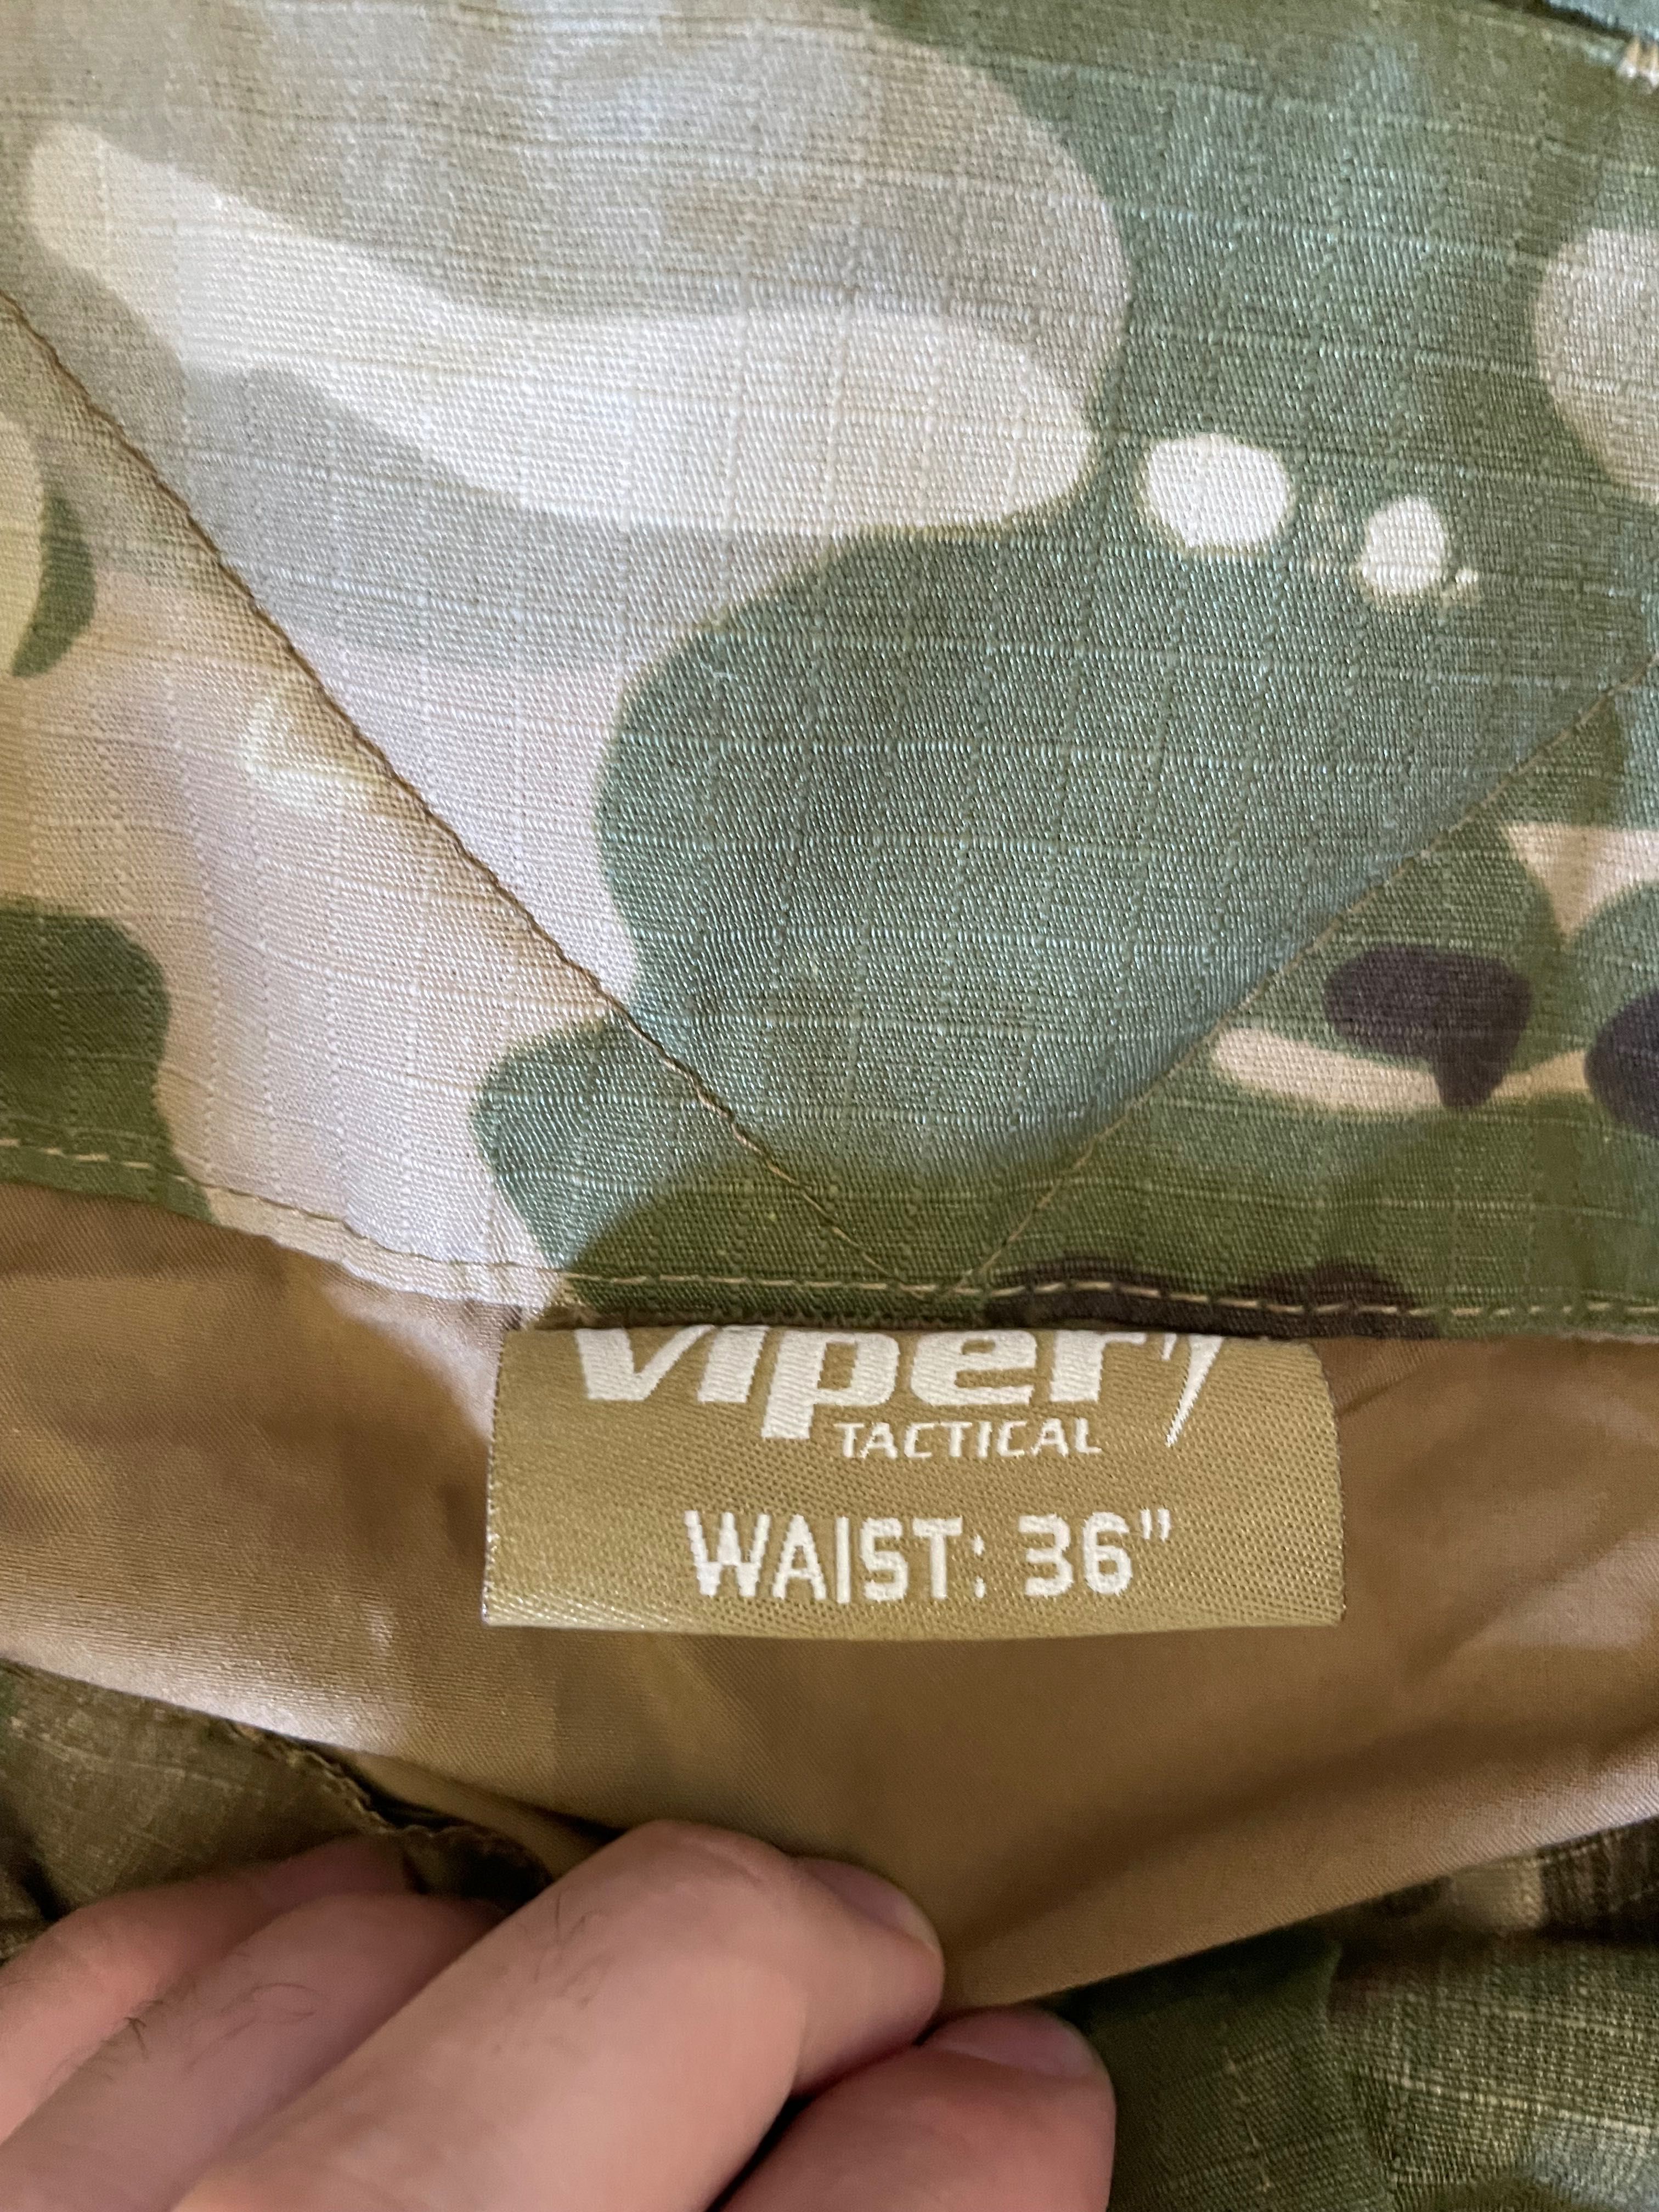 viper
TACTICAL
WAIST: 36"